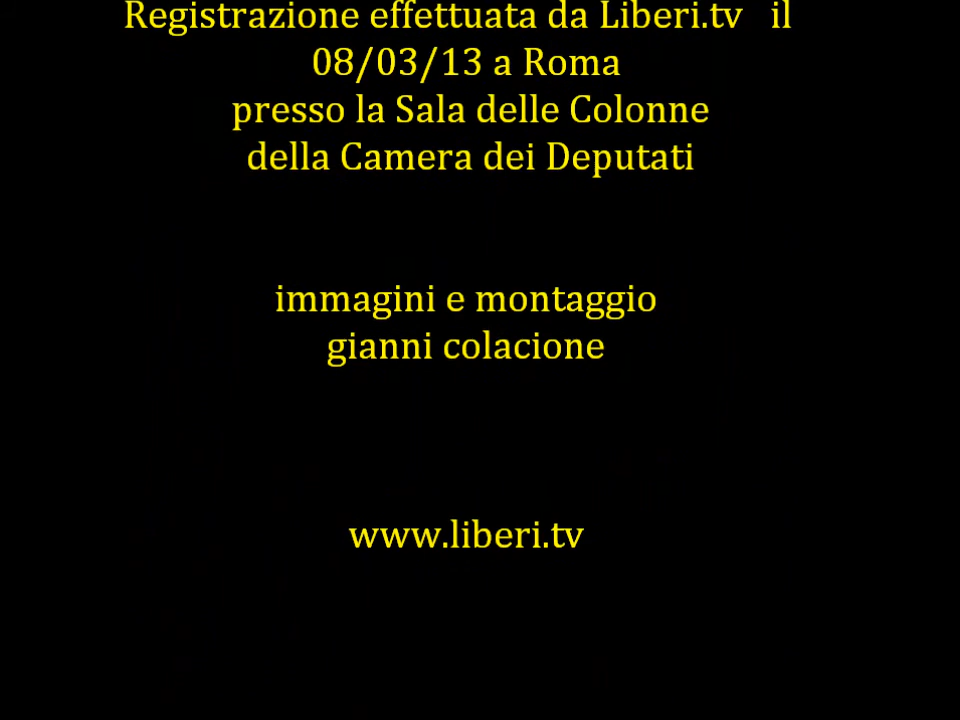 Registrazione effettuata da Liberi.tv il
08/03/13 a Roma
presso la Sala delle Colonne
della Camera dei Deputati
immagini e montaggio
gianni colacione
www.liberi.tv